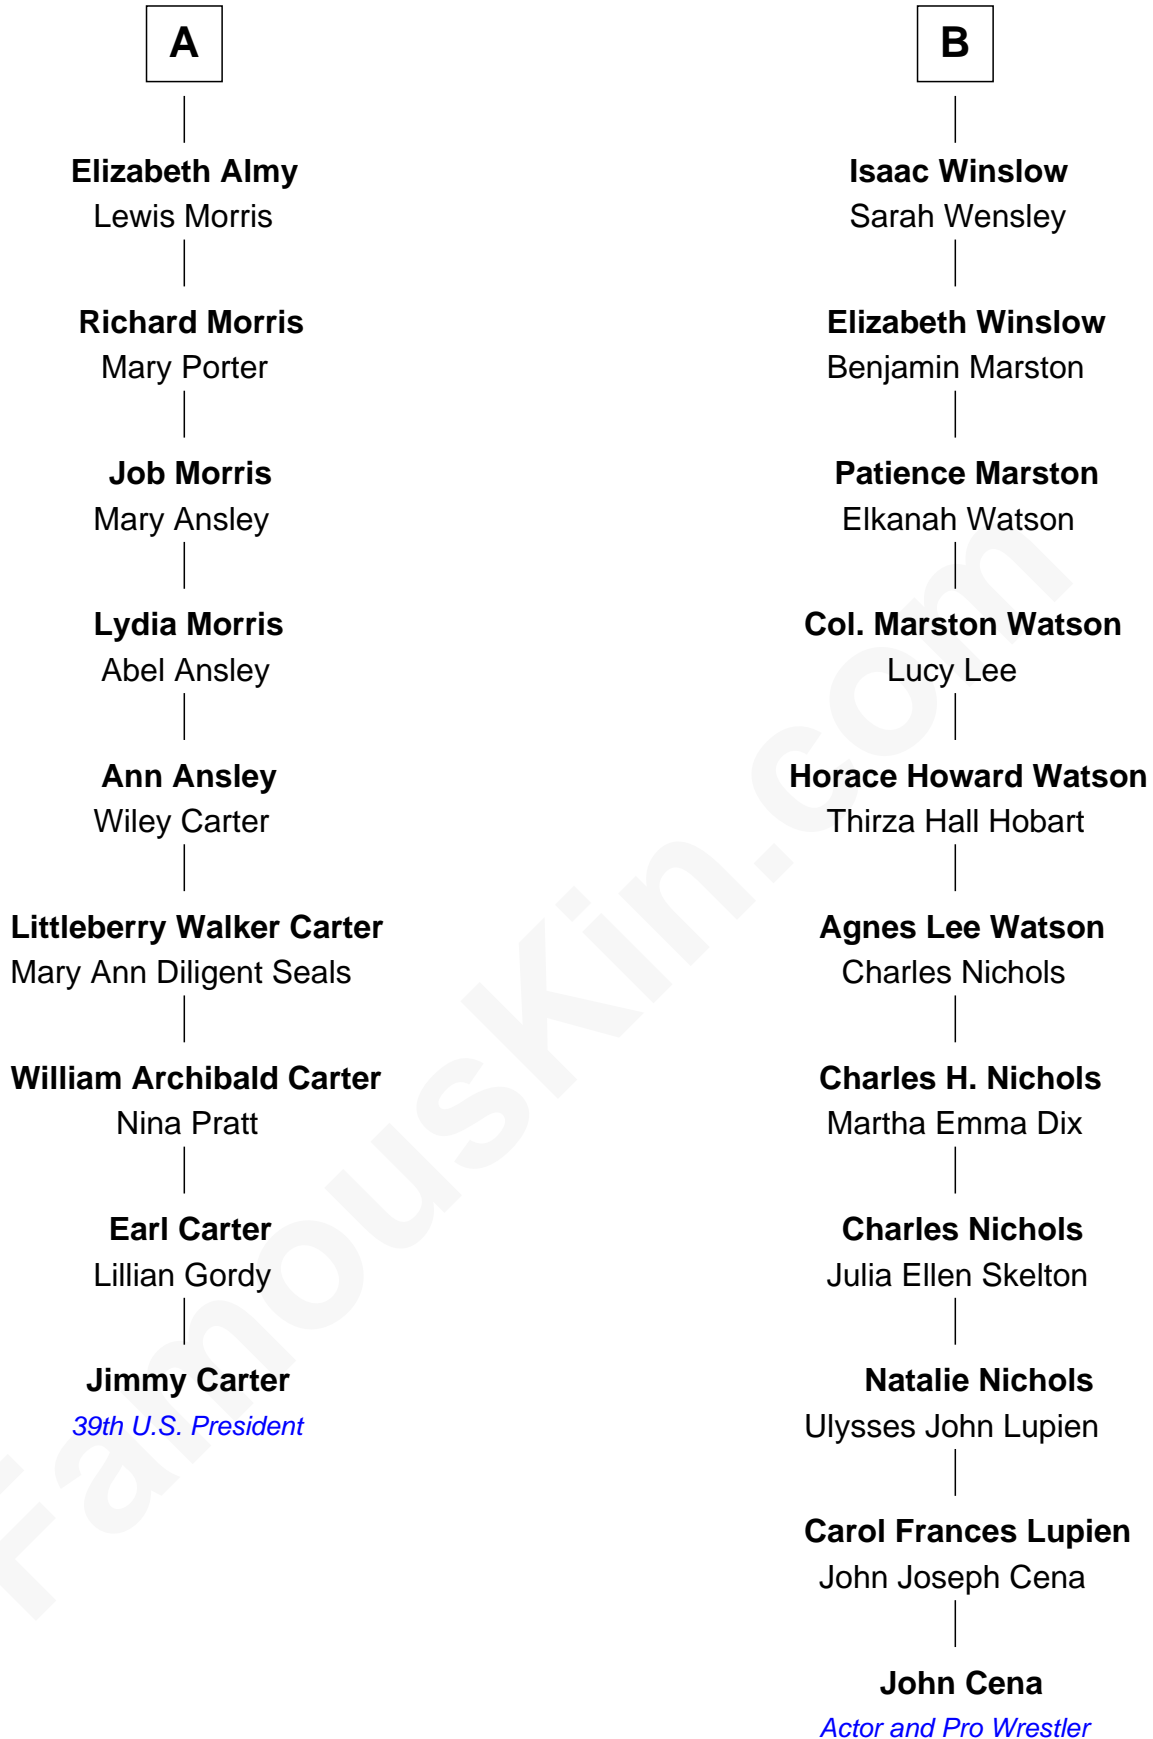 A
Elizabeth Almy
Lewis Morris
Richard Morris
Mary Porter
Job Morris
Mary Ansley
Lydia Morris
Abel Ansley
Ann Ansley
Wiley Carter
Littleberry Walker Carter
Mary Ann Diligent Seals
William Archibald Carter
Nina Pratt
Earl Carter
Lillian Gordy
Jimmy Carter
39th U.S. President
B
Isaac Winslow
Sarah Wensley
Elizabeth Winslow
Benjamin Marston
Patience Marston
Elkanah Watson
Col. Marston Watson
Lucy Lee
Horace Howard Watson
Thirza Hall Hobart
Agnes Lee Watson
Charles Nichols
Charles H. Nichols
Martha Emma Dix
Charles Nichols
Julia Ellen Skelton
Natalie Nichols
Ulysses John Lupien
Carol Frances Lupien
John Joseph Cena
John Cena
Actor and Pro Wrestler
FamousKin.com